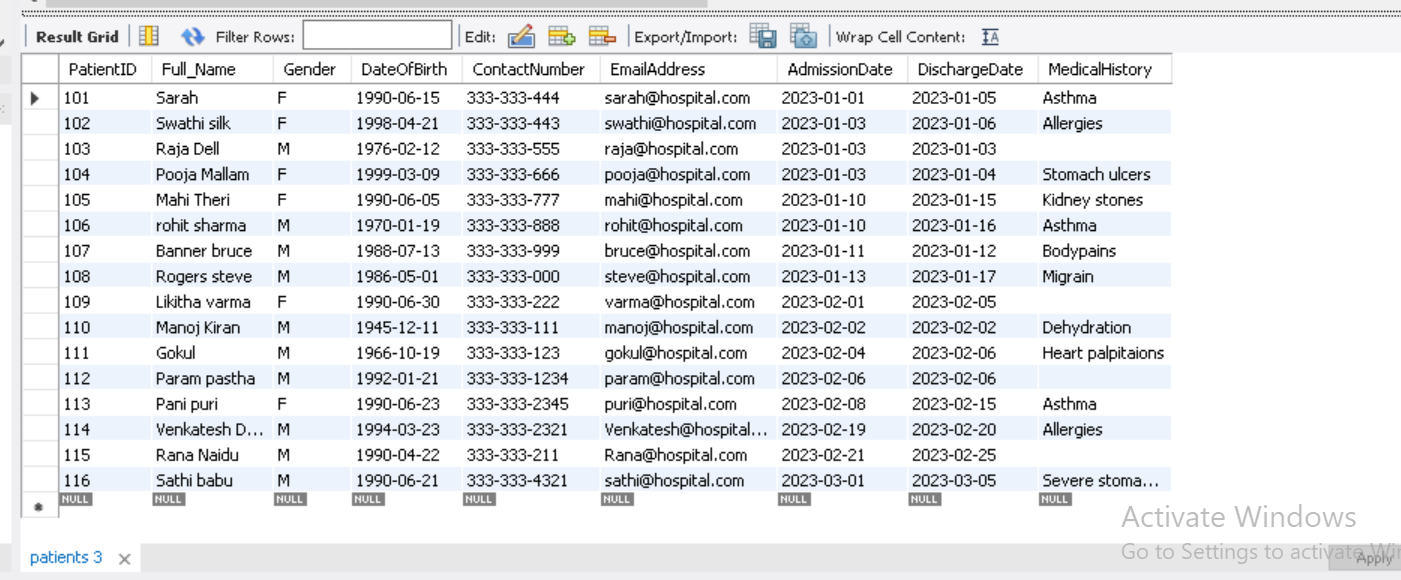 Result Grid Filter Rows: Edit: Export/Import: Wrap Cell Content: IA
PatientID Full_Name Gender DateOfBirth ContactNumber EmailAddress AdmissionDate DischargeDate MedicalHistory
101 Sarah F 1990-06-15 333-333-444 sarah@hospital.com 2023-01-01 2023-01-05 Asthma
102 Swathi silk F 1998-04-21 333-333-443 swathi@hospital.com 2023-01-03 2023-01-06 Allergies
103 Raja Dell M 1976-02-12 333-333-555 raja@hospital.com 2023-01-03 2023-01-03
104 Pooja Mallam F 1999-03-09 333-333-666 pooja@hospital.com 2023-01-03 2023-01-04 Stomach ulcers
105 Mahi Theri F 1990-06-05 333-333-777 mahi@hospital.com 2023-01-10 2023-01-15 Kidney stones
106 rohit sharma M 1970-01-19 333-333-888 rohit@hospital.com 2023-01-10 2023-01-16 Asthma
107 Banner bruce M 1988-07-13 333-333-999 bruce@hospital.com 2023-01-11 2023-01-12 Bodypains
108 Rogers steve M 1986-05-01 333-333-000 steve@hospital.com 2023-01-13 2023-01-17 Migrain
109 Likitha varma F 1990-06-30 333-333-222 varma@hospital.com 2023-02-01 2023-02-05
110 Manoj Kiran M 1945-12-11 333-333-111 manoj@hospital.com 2023-02-02 2023-02-02 Dehydration
111 Gokul M 1966-10-19 333-333-123 gokul@hospital.com 2023-02-04 2023-02-06 Heart palpitaions
112 Param pastha M 1992-01-21 333-333-1234 param@hospital.com 2023-02-06 2023-02-06
113 Pani puri F 1990-06-23 333-333-2345 puri@hospital.com 2023-02-08 2023-02-15 Asthma
114 Venkatesh D... M 1994-03-23 333-333-2321 Venkatesh@hospital... 2023-02-19 2023-02-20 Allergies
115 Rana Naidu M 1990-04-22 333-333-211 Rana@hospital.com 2023-02-21 2023-02-25
116 Sathi babu M 1990-06-21 333-333-4321 sathi@hospital.com 2023-03-01 2023-03-05 Severe stoma...
NULL NULL NULL NULL NULL NULL NULL NULL NULL
Activate Windows
Go to Settings to activate Win
patients 3 Apply